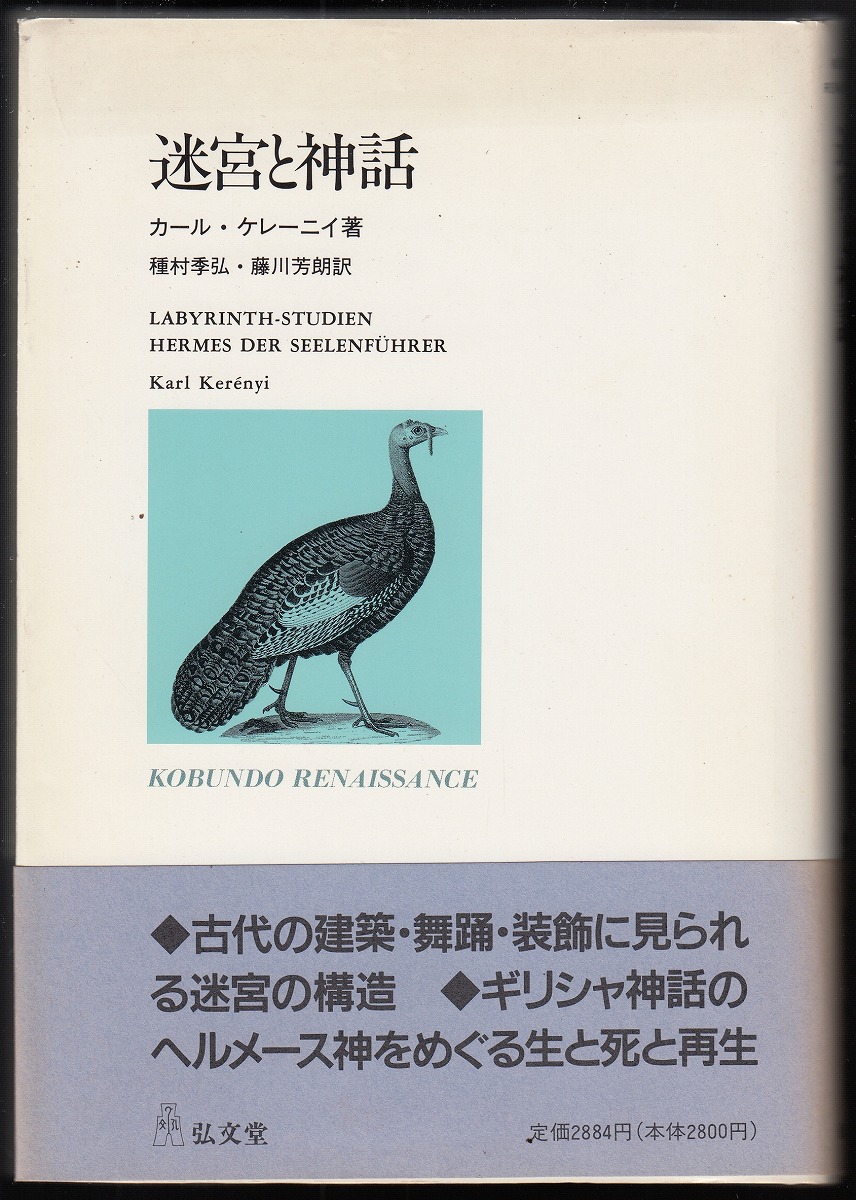 迷宮と神話
カール・ケレーニイ著
種村季弘・藤川芳朗訳
LABYRINTH-STUDIEN
HERMES DER SEELENFÜHRER
Karl Kerényi
KOBUNDO RENAISSANCE
◆古代の建築・舞踊・装飾に見られ
る迷宮の構造 ◆ギリシャ神話の
ヘルメース神をめぐる生と死と再生
弘文堂
定価2884円(本体2800円)